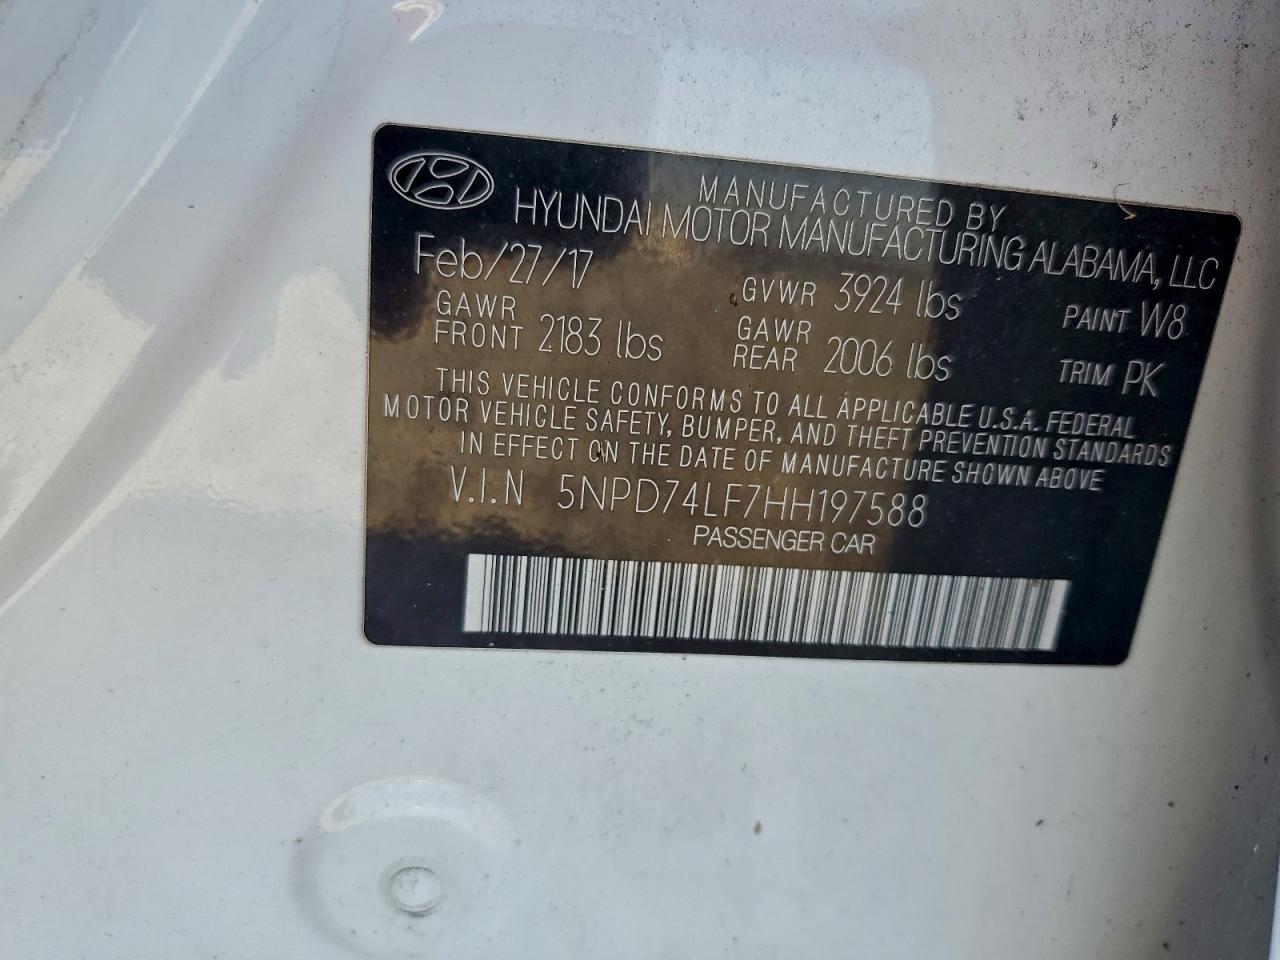 MANUFACTURED BY
HYUNDAI MOTOR MANUFACTURING ALABAMA, LLC
Feb/27/17
GVWR 3924 lbs
PAINT W8
GAWR FRONT 2183 lbs
GAWR REAR 2006 lbs
TRIM PK
THIS VEHICLE CONFORMS TO ALL APPLICABLE U.S.A. FEDERAL
MOTOR VEHICLE SAFETY, BUMPER, AND THEFT PREVENTION STANDARDS
IN EFFECT ON THE DATE OF MANUFACTURE SHOWN ABOVE
V.I.N 5NPD74LF7HH197588
PASSENGER CAR